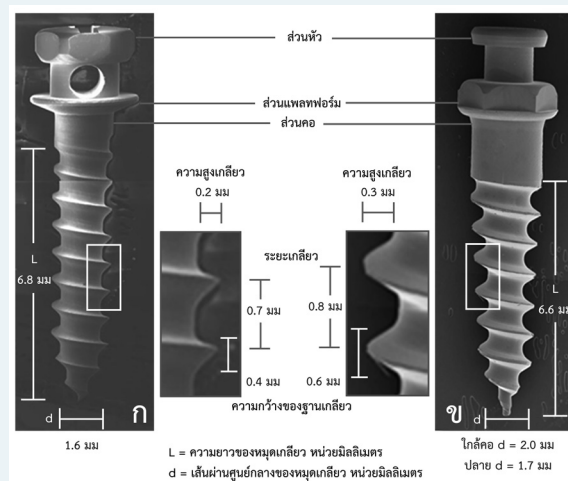 ส่วนหัว
ส่วนแพลทฟอร์ม
ส่วนคอ
ความสูงเกลียว
0.2 มม
ความสูงเกลียว
0.3 มม
ระยะเกลียว
L
6.8 มม
0.7 มม
0.8 มม
L
6.6 มม
0.4 มม
0.6 มม
ความกว้างของฐานเกลียว
d
ก
d
ข
1.6 มม
ใกล้คอ d = 2.0 มม
ปลาย d = 1.7 มม
L = ความยาวของหมุดเกลียว หน่วยมิลลิเมตร
d = เส้นผ่านศูนย์กลางของหมุดเกลียว หน่วยมิลลิเมตร